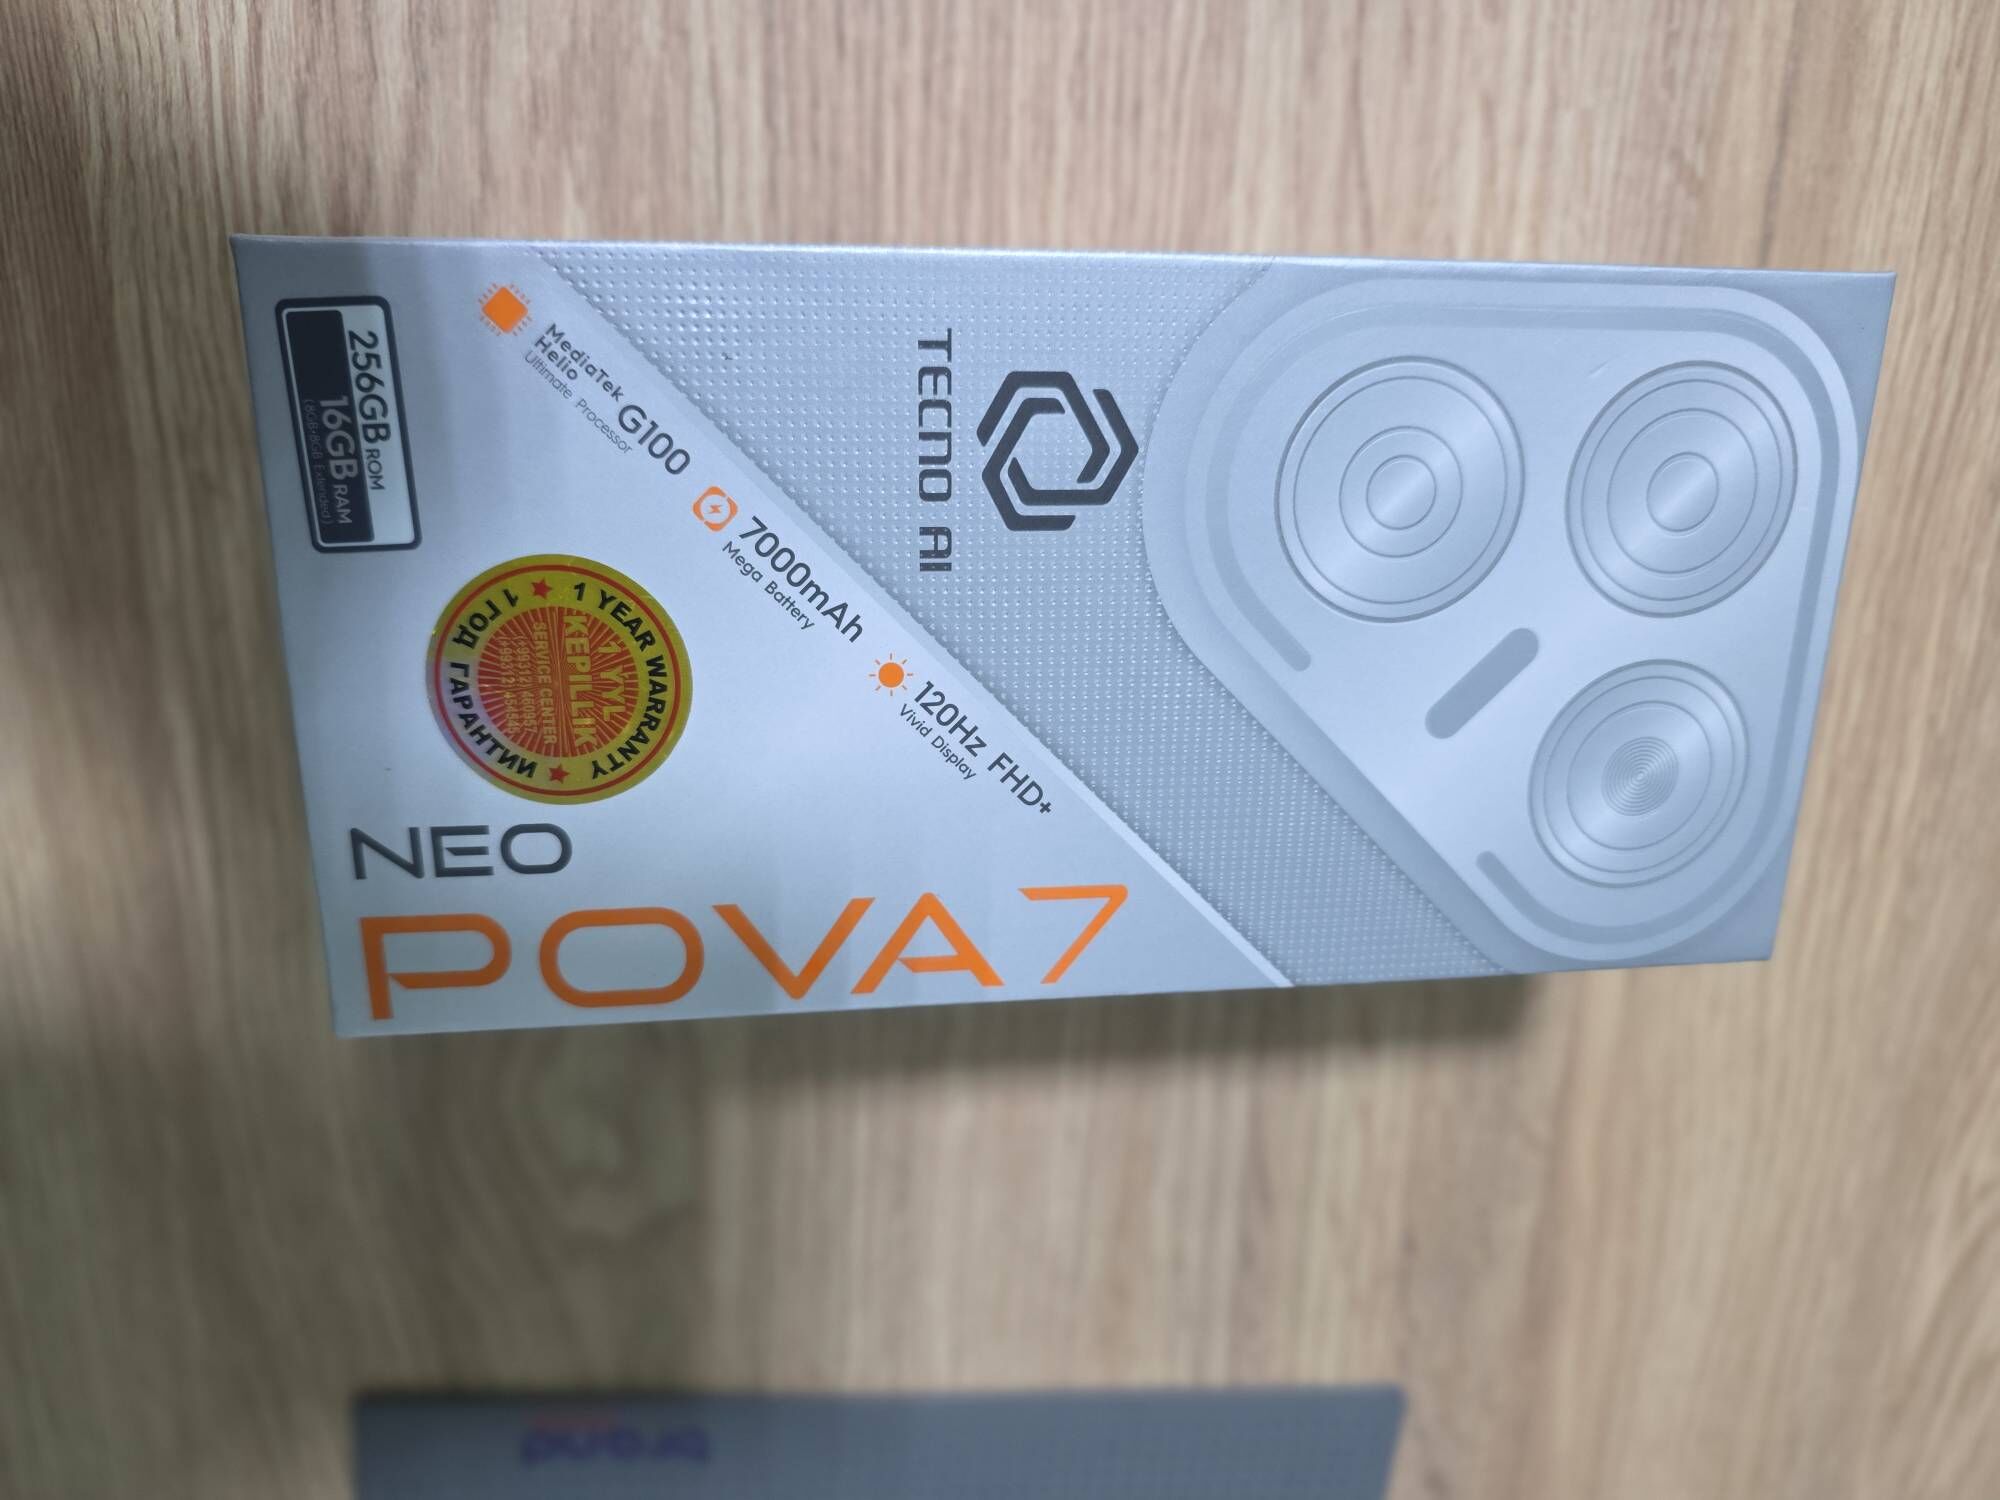 TECNO AI
MediaTek
Helio G100
Ultimate Processor
7000mAh
Mega Battery
120Hz FHD+
Vivid Display
256GB ROM
16GB RAM
(8GB+8GB Extended)
1 YEAR WARRANTY
1 ГОД ГАРАНТИИ
1 YYL
KEPILLIK
SERVICE CENTER
NEO
POVA 7